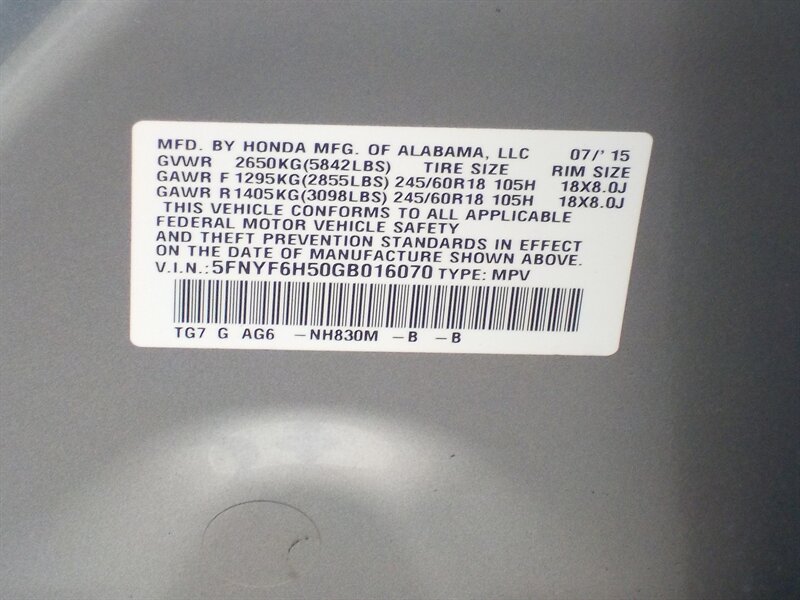 MFD. BY HONDA MFG. OF ALABAMA, LLC 07/' 15
GVWR 2650KG(5842LBS) TIRE SIZE RIM SIZE
GAWR F1295KG(2855LBS) 245/60R18 105H 18X8.0J
GAWR R1405KG(3098LBS) 245/60R18 105H 18X8.0J
THIS VEHICLE CONFORMS TO ALL APPLICABLE
FEDERAL MOTOR VEHICLE SAFETY
AND THEFT PREVENTION STANDARDS IN EFFECT
ON THE DATE OF MANUFACTURE SHOWN ABOVE.
V.I.N.:5FNYF6H50GB016070 TYPE: MPV
TG7 G AG6 -NH830M -B -B